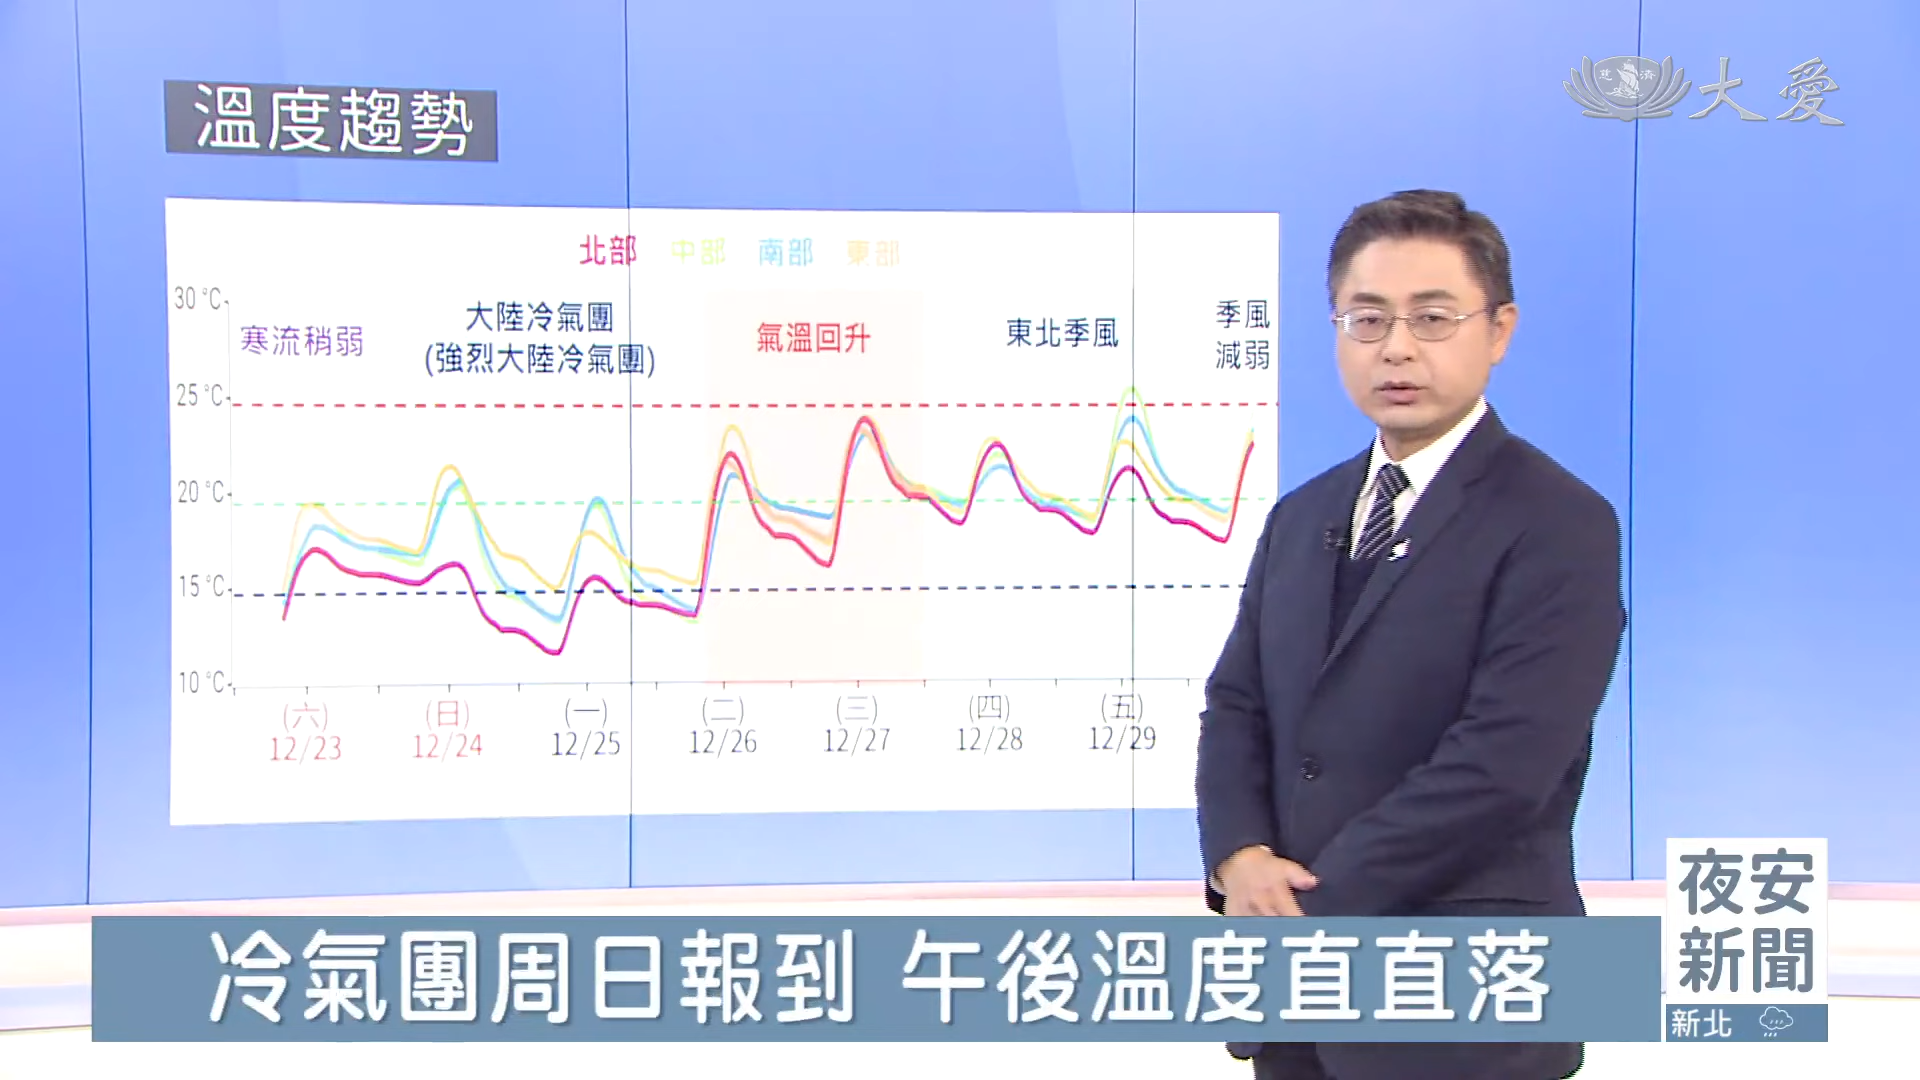 溫度趨勢
慈 濟
大愛
北部 中部 南部 東部
30°C
寒流稍弱
大陸冷氣團
(強烈大陸冷氣團)
氣溫回升
東北季風
季風
減弱
25°C
20°C
15°C
10°C
(六) (日) (一) (二) (三) (四) (五)
12/23 12/24 12/25 12/26 12/27 12/28 12/29
冷氣團周日報到 午後溫度直直落
夜安
新聞
新北